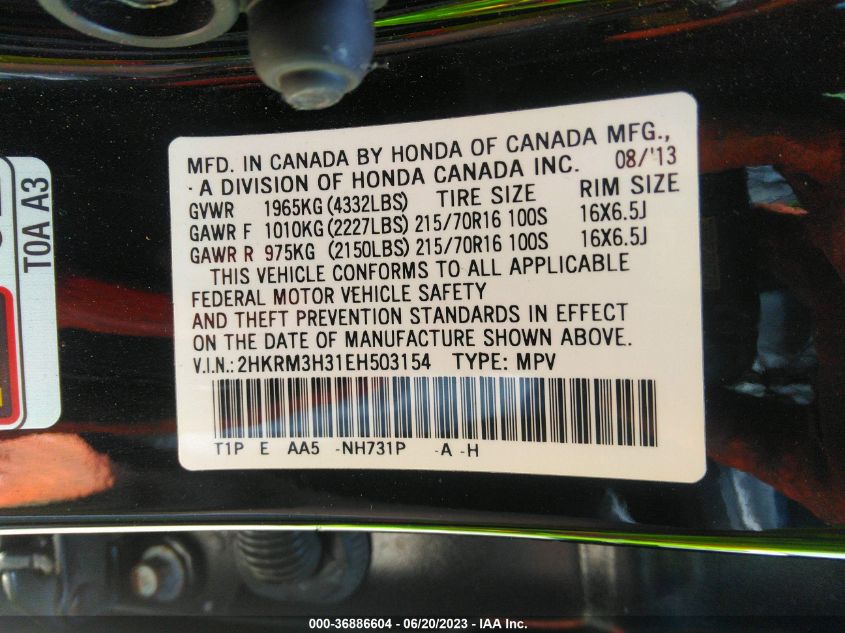 MFD. IN CANADA BY HONDA OF CANADA MFG.,
- A DIVISION OF HONDA CANADA INC. 08/'13
GVWR 1965KG (4332LBS) TIRE SIZE RIM SIZE
GAWR F 1010KG (2227LBS) 215/70R16 100S 16X6.5J
GAWR R 975KG (2150LBS) 215/70R16 100S 16X6.5J
THIS VEHICLE CONFORMS TO ALL APPLICABLE
FEDERAL MOTOR VEHICLE SAFETY
AND THEFT PREVENTION STANDARDS IN EFFECT
ON THE DATE OF MANUFACTURE SHOWN ABOVE.
V.I.N.: 2HKRM3H31EH503154 TYPE: MPV
T1P E AA5 -NH731P -A -H
T0A A3
000-36886604 - 06/20/2023 - IAA Inc.